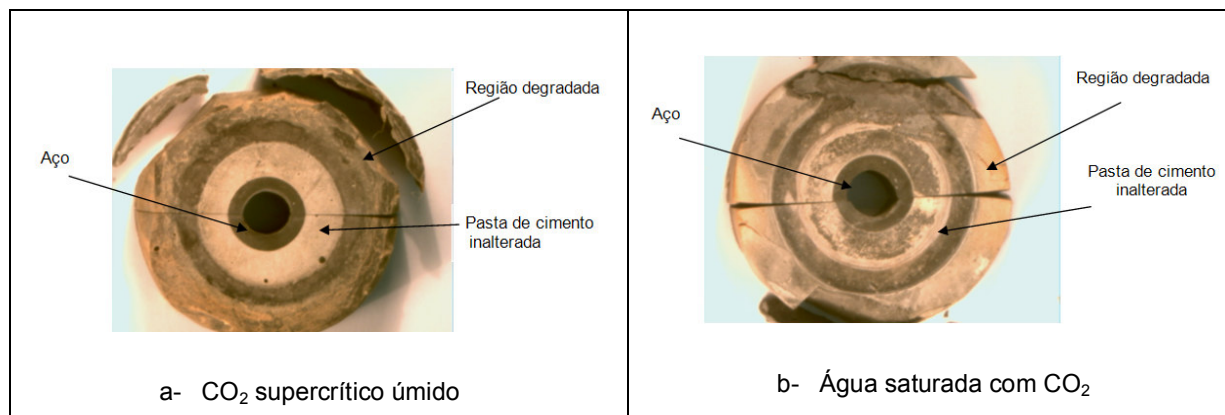 Região degradada
Aço
Pasta de cimento
inalterada
a- CO₂ supercrítico úmido
Região degradada
Aço
Pasta de cimento
inalterada
b- Água saturada com CO₂